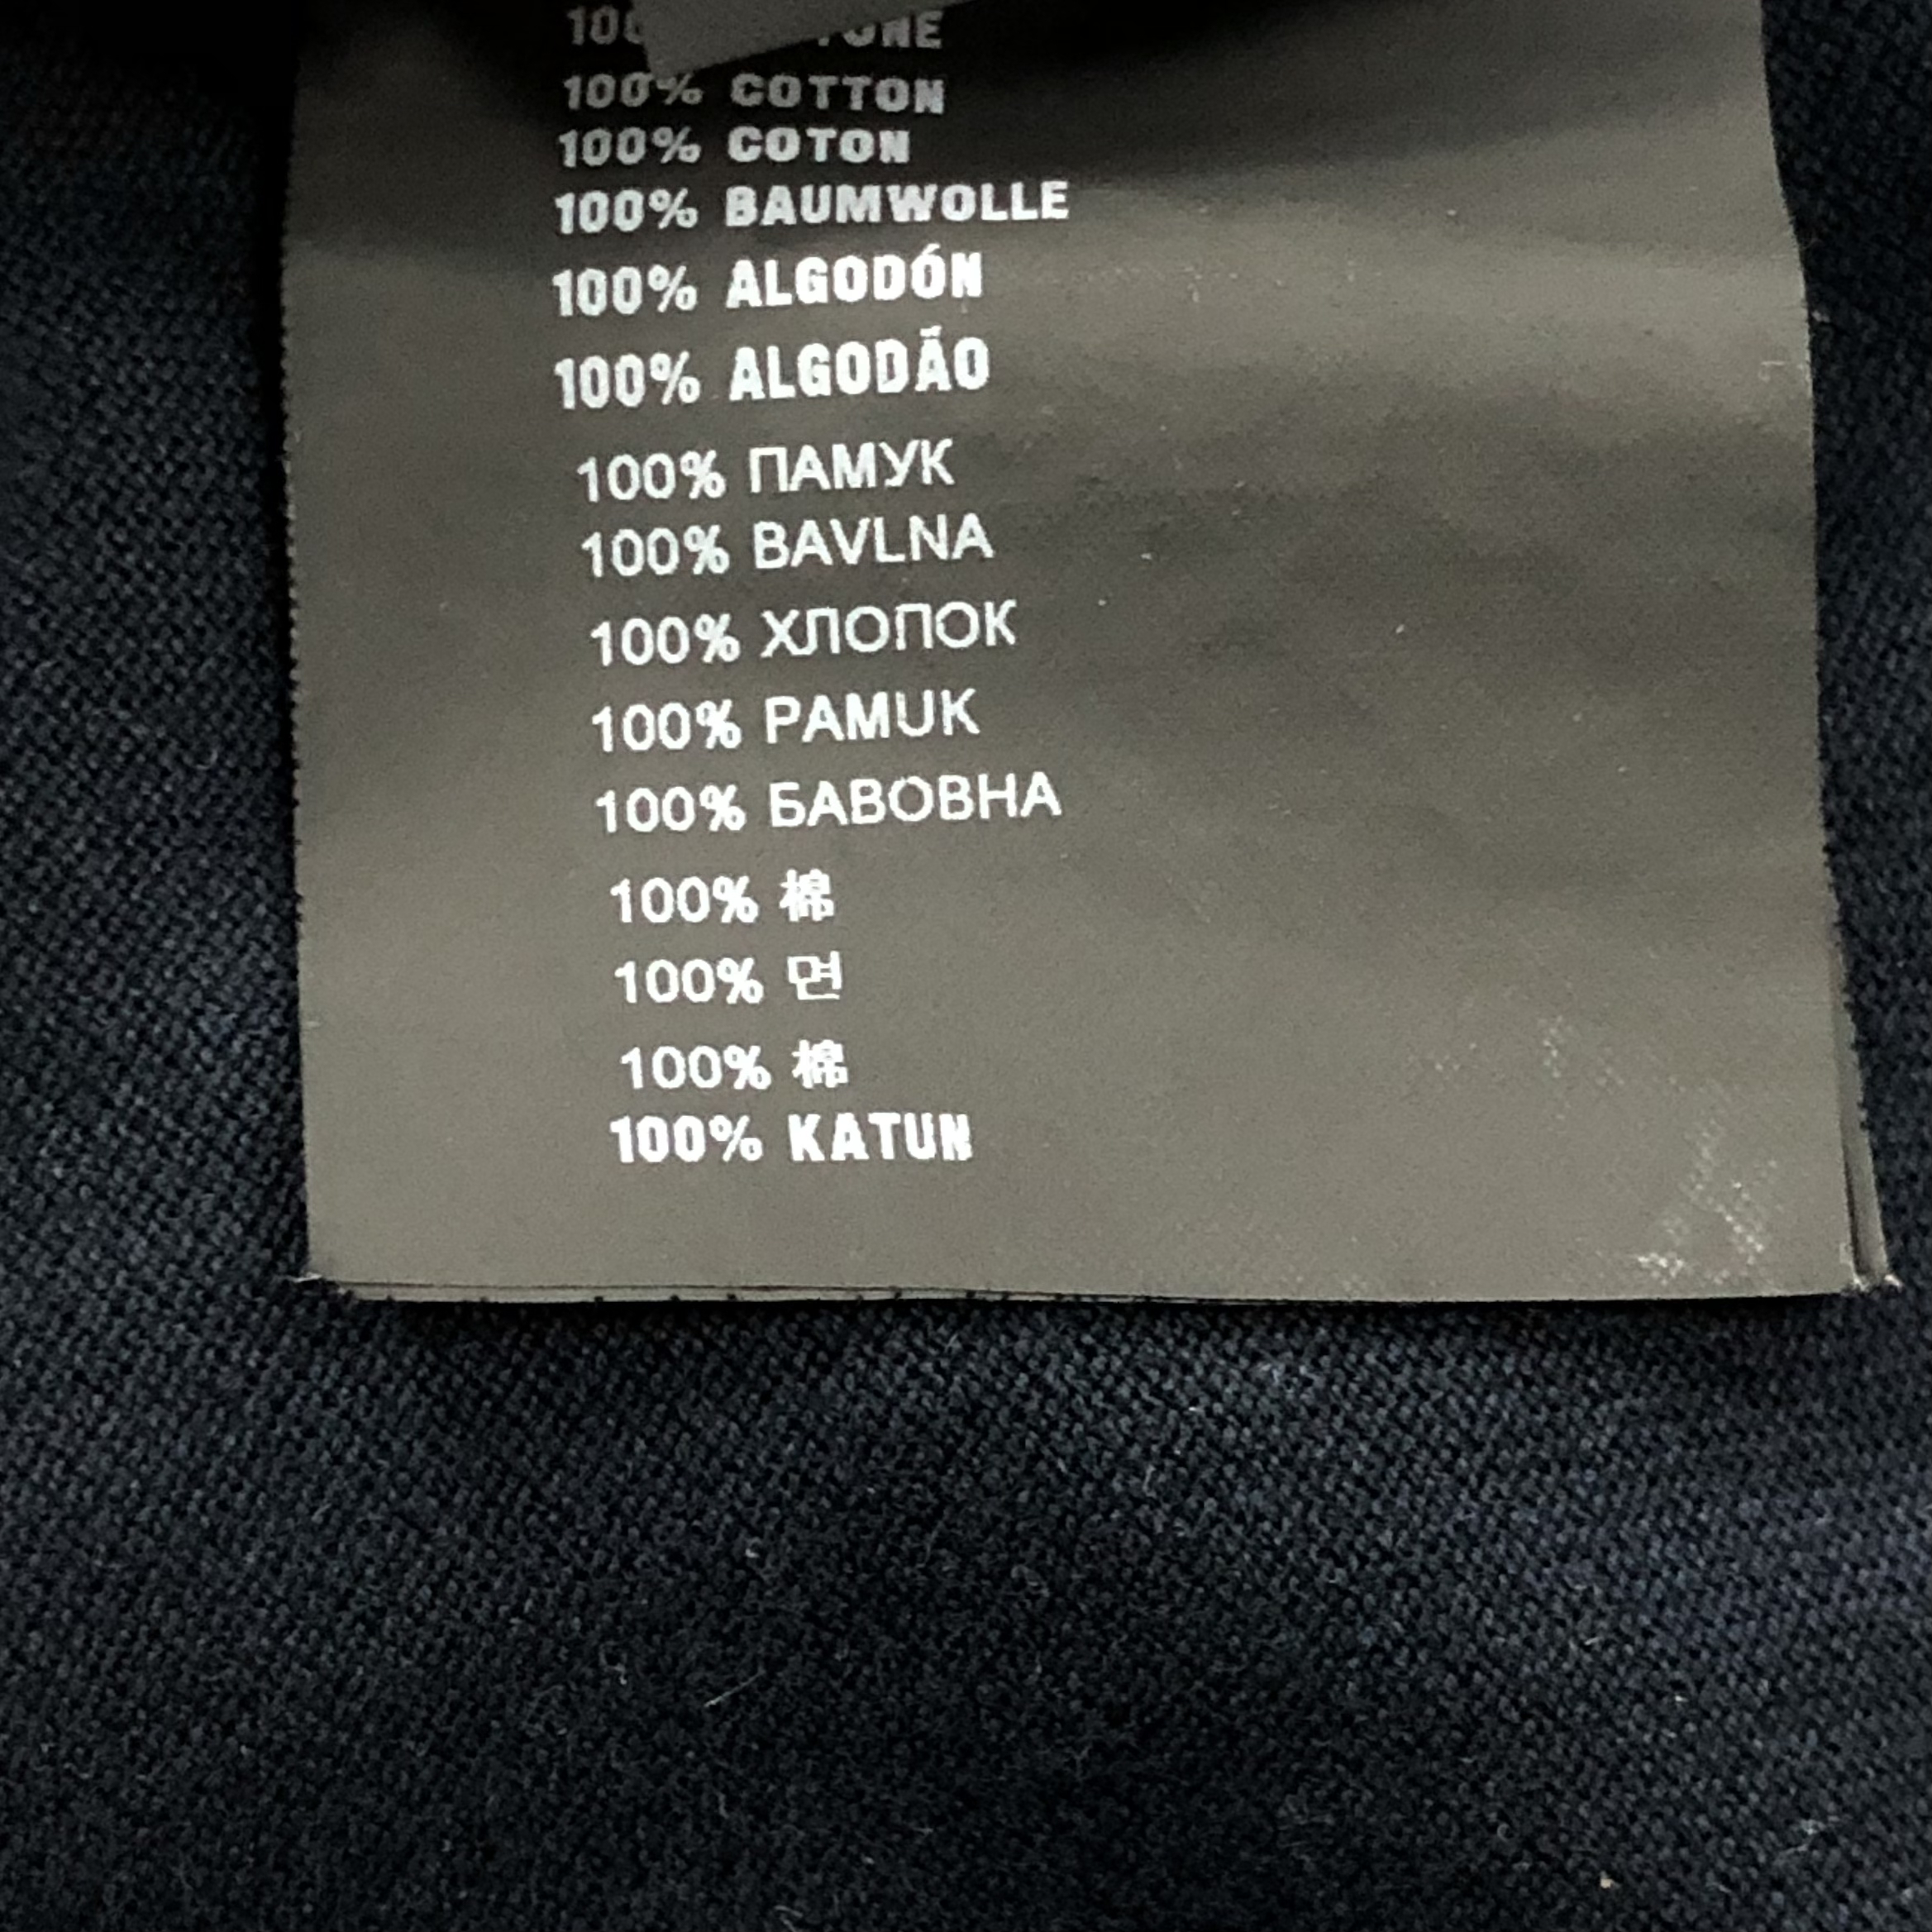 100% COTTON
100% COTON
100% BAUMWOLLE
100% ALGODÓN
100% ALGODÃO
100% ПАМУК
100% BAVLNA
100% ХЛОПОК
100% PAMUK
100% БАВОВНА
100% 棉
100% 면
100% 棉
100% KATUN